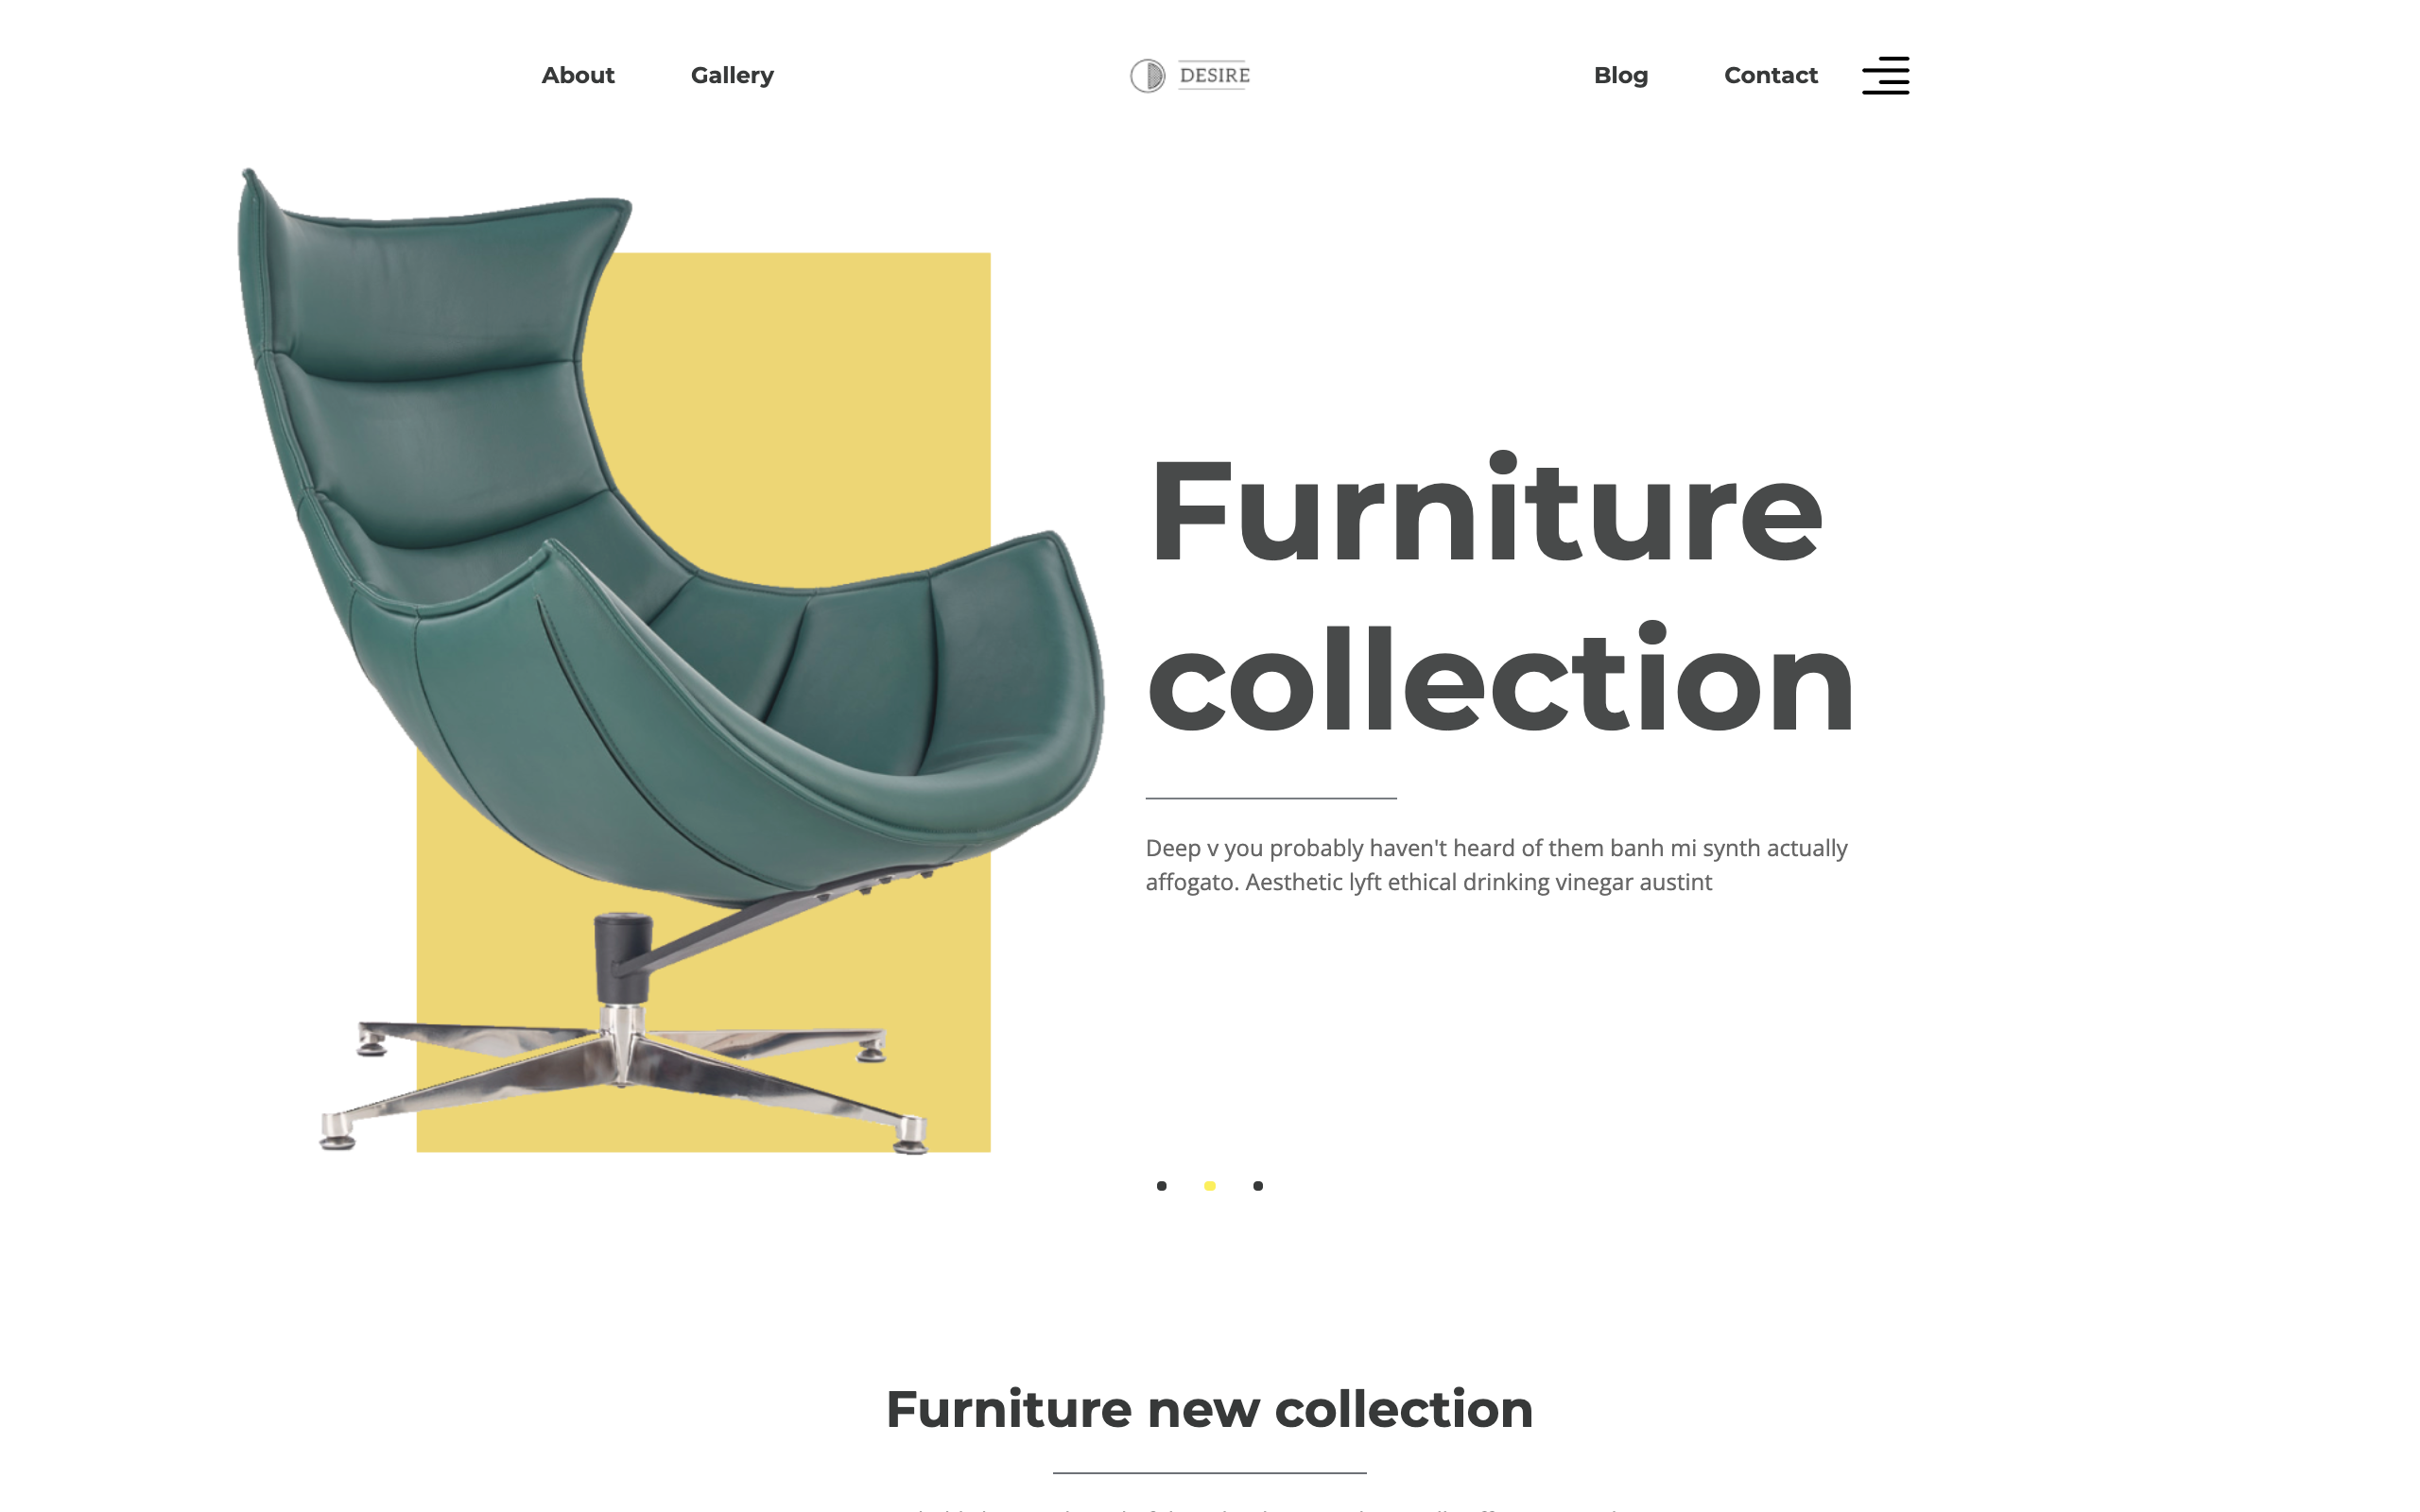 About Gallery DESIRE Blog Contact
Furniture
collection
Deep v you probably haven't heard of them banh mi synth actually
affogato. Aesthetic lyft ethical drinking vinegar austint
Furniture new collection